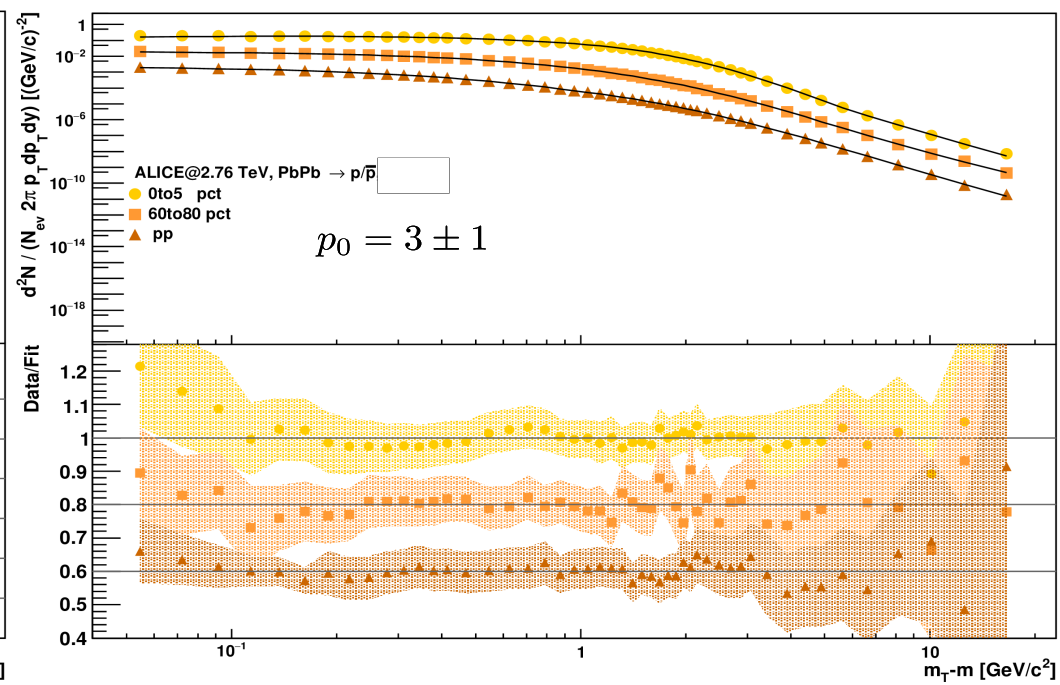 d²N / (N_ev 2π p_T dp_T dy) [(GeV/c)⁻²]
1
10⁻²
10⁻⁶
10⁻¹⁰
10⁻¹⁴
10⁻¹⁸
ALICE@2.76 TeV, PbPb → p/p̅
0to5 pct
60to80 pct
pp
p₀ = 3 ± 1
Data/Fit
1.2
1.1
1
0.9
0.8
0.7
0.6
0.5
0.4
10⁻¹
1
10
]
m_T-m [GeV/c²]